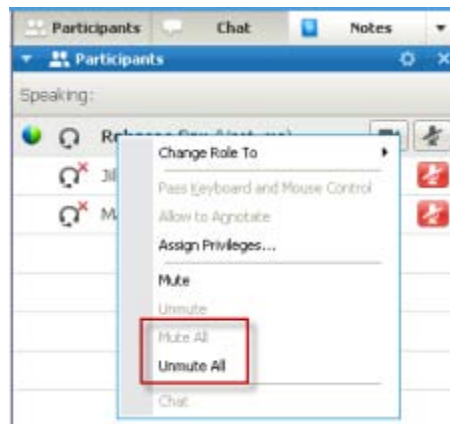 Participants Chat Notes
Participants
Speaking:
Change Role To
Pass Keyboard and Mouse Control
Allow to Annotate
Assign Privileges...
Mute
Unmute
Mute All
Unmute All
Chat